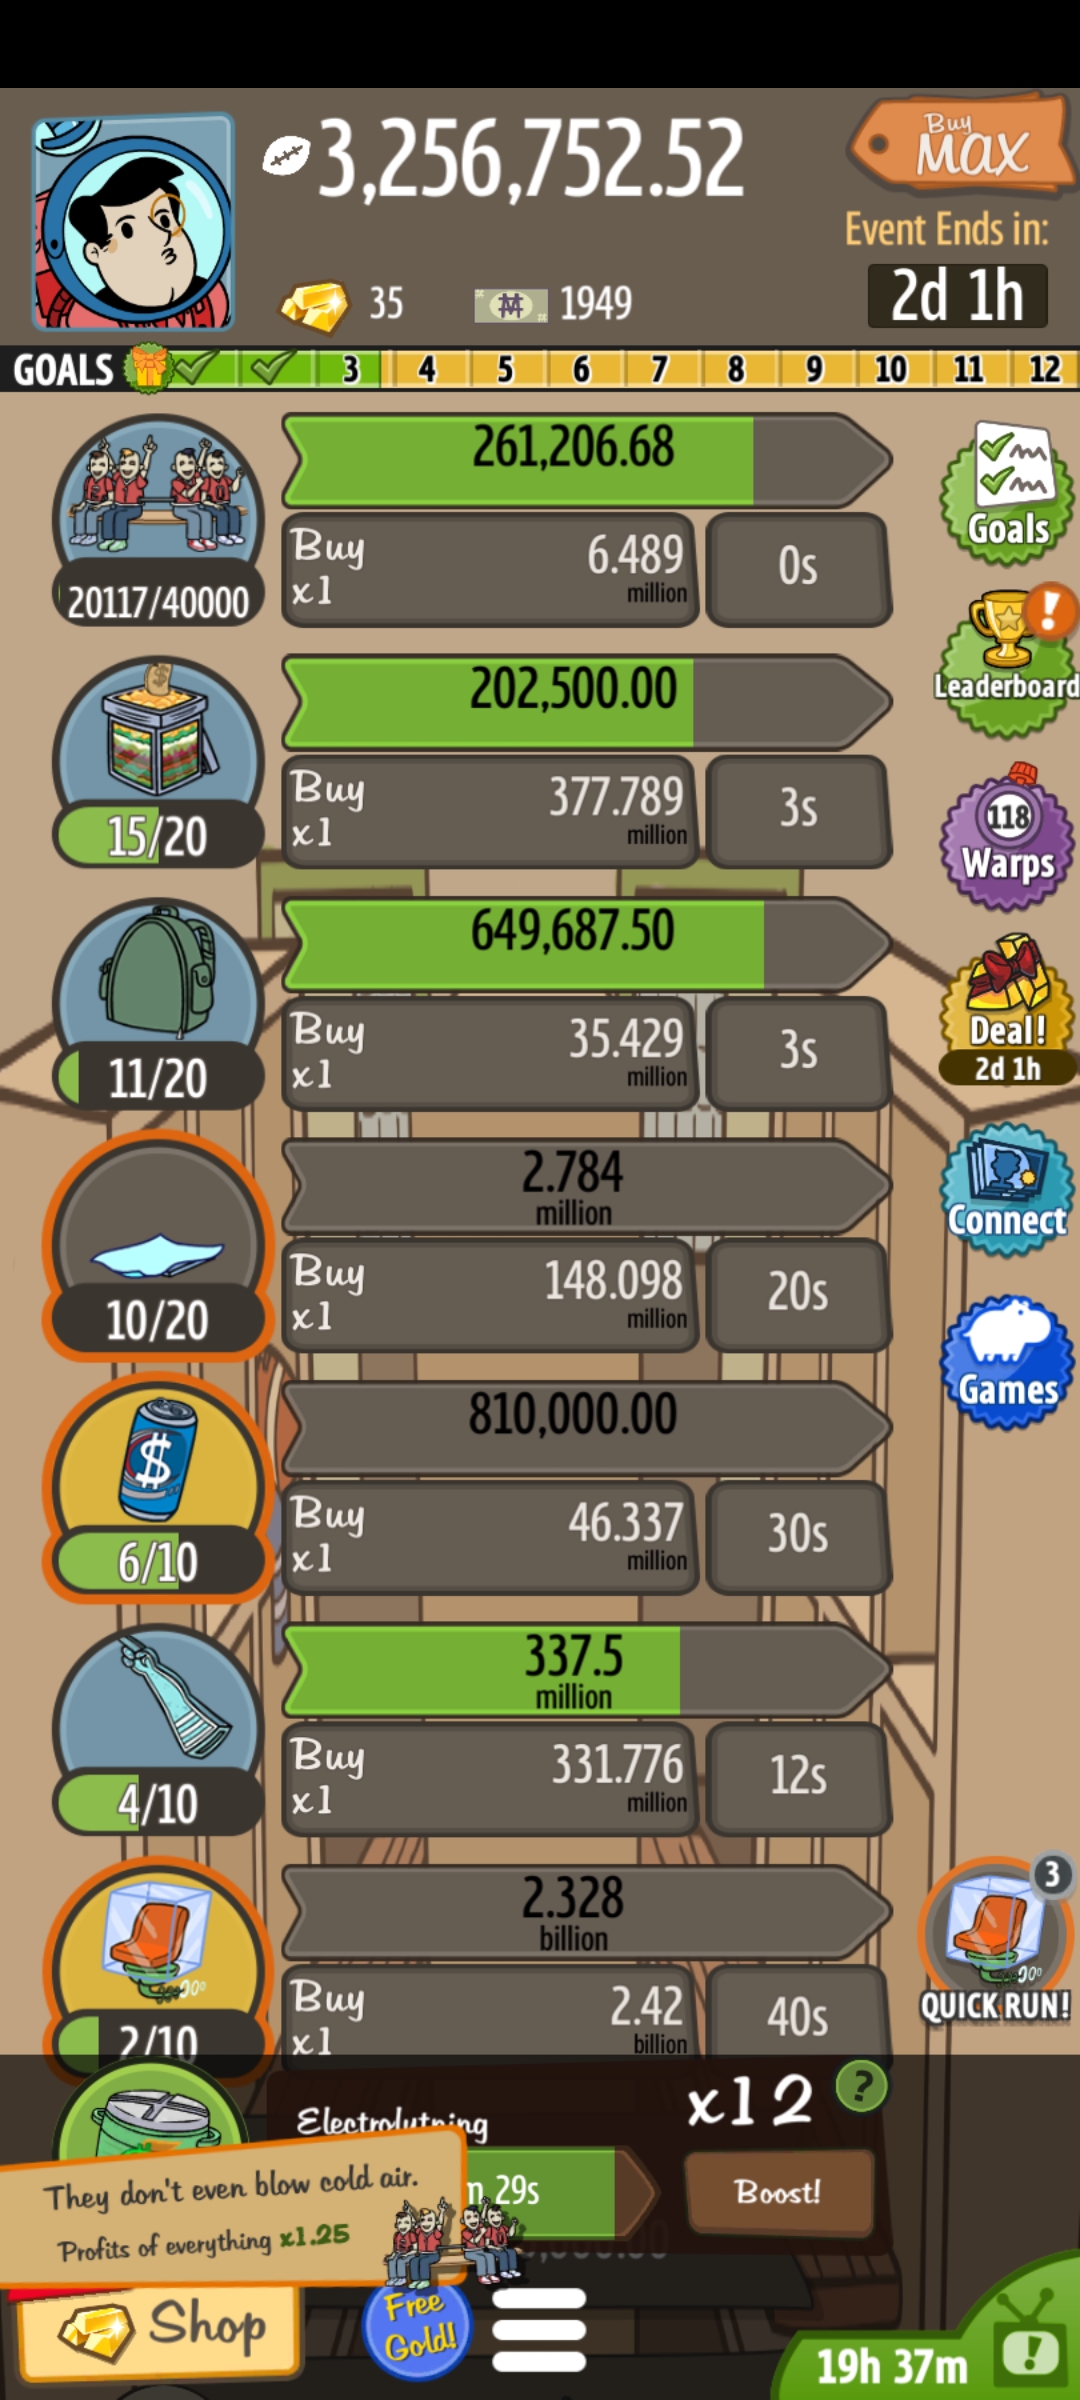 3,256,752.52
Buy
MAX
Event Ends in:
35
1949
2d 1h
GOALS 3 4 5 6 7 8 9 10 11 12
261,206.68
Buy
x1
6.489
million
0s
20117/40000
Goals
202,500.00
Buy
x1
377.789
million
3s
15/20
Leaderboard
649,687.50
Buy
x1
35.429
million
3s
11/20
118
Warps
Deal!
2d 1h
2.784
million
Buy
x1
148.098
million
20s
10/20
Connect
810,000.00
Buy
x1
46.337
million
30s
$
6/10
Games
337.5
million
Buy
x1
331.776
million
12s
4/10
2.328
billion
Buy
x1
2.42
billion
40s
2/10
3
QUICK RUN!
Electrolytning
x12
?
29s
Boost!
They don't even blow cold air.
Profits of everything x1.25
Shop
Free
Gold!
19h 37m